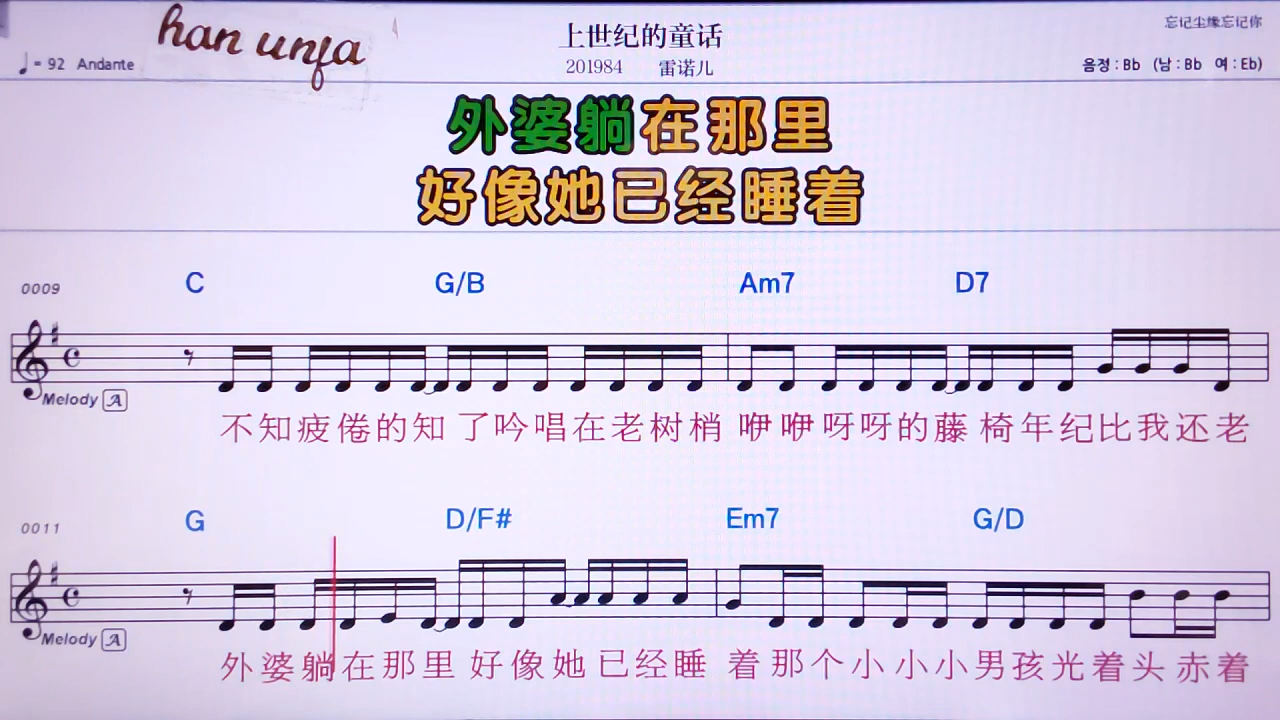 han unfa
上世纪的童话
忘记尘缘忘记你
♩= 92 Andante
201984 雷诺儿
음정 : Bb (남 : Bb 여 : Eb)
外婆躺在那里
好像她已经睡着
0009
C G/B Am7 D7
Melody A
不知疲倦的知了吟唱在老树梢 咿咿呀呀的藤椅年纪比我还老
0011
G D/F# Em7 G/D
Melody A
外婆躺在那里好像她已经睡着那个小小小男孩光着头赤着